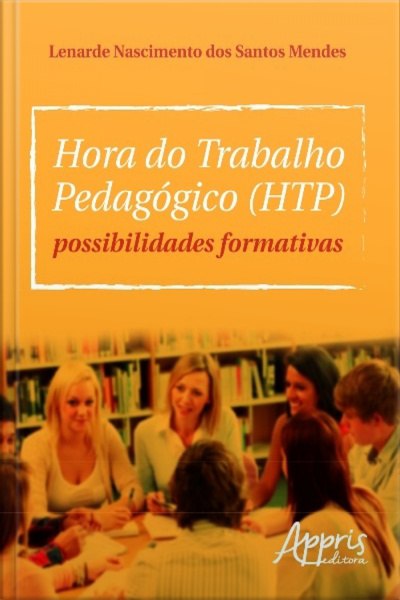 Lenarde Nascimento dos Santos Mendes
Hora do Trabalho
Pedagógico (HTP)
possibilidades formativas
Appris
editora